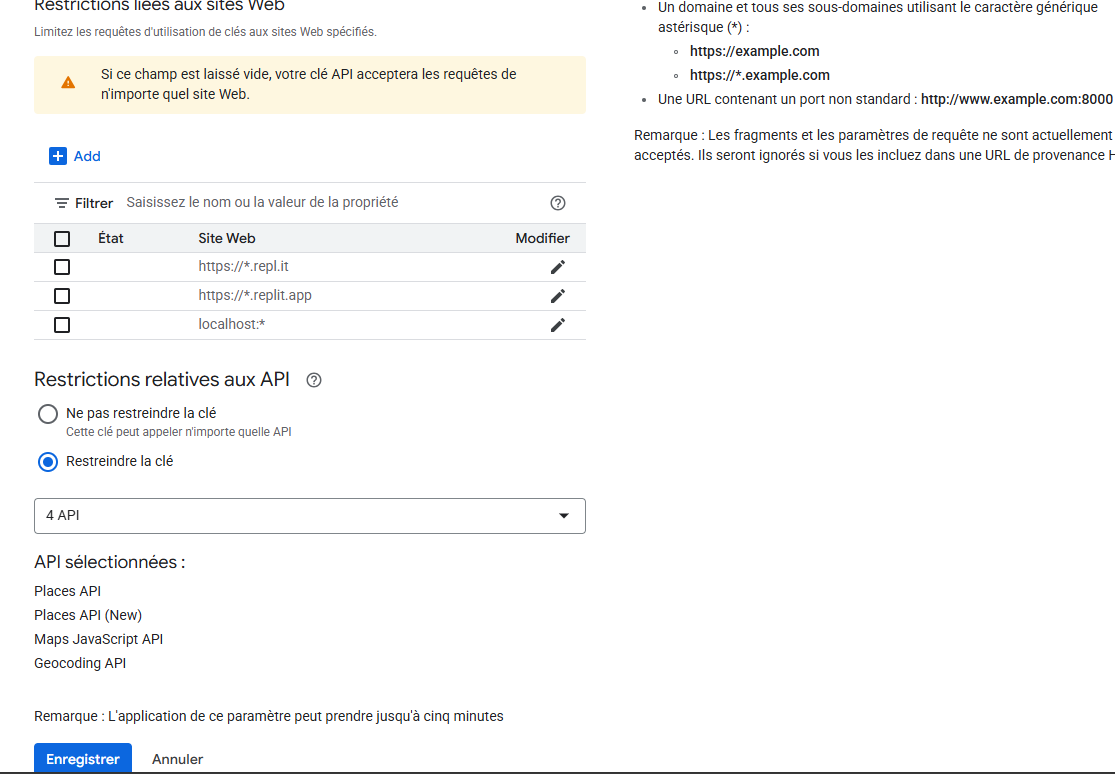 Restrictions liées aux sites Web
Limitez les requêtes d'utilisation de clés aux sites Web spécifiés.
Si ce champ est laissé vide, votre clé API acceptera les requêtes de
n'importe quel site Web.
Add
Filtrer Saisissez le nom ou la valeur de la propriété
État Site Web Modifier
https://*.repl.it
https://*.replit.app
localhost:*
Restrictions relatives aux API
Ne pas restreindre la clé
Cette clé peut appeler n'importe quelle API
Restreindre la clé
4 API
API sélectionnées :
Places API
Places API (New)
Maps JavaScript API
Geocoding API
Remarque : L'application de ce paramètre peut prendre jusqu'à cinq minutes
Enregistrer Annuler
Un domaine et tous ses sous-domaines utilisant le caractère générique
astérisque (*) :
https://example.com
https://*.example.com
Une URL contenant un port non standard : http://www.example.com:8000
Remarque : Les fragments et les paramètres de requête ne sont actuellement
acceptés. Ils seront ignorés si vous les incluez dans une URL de provenance H